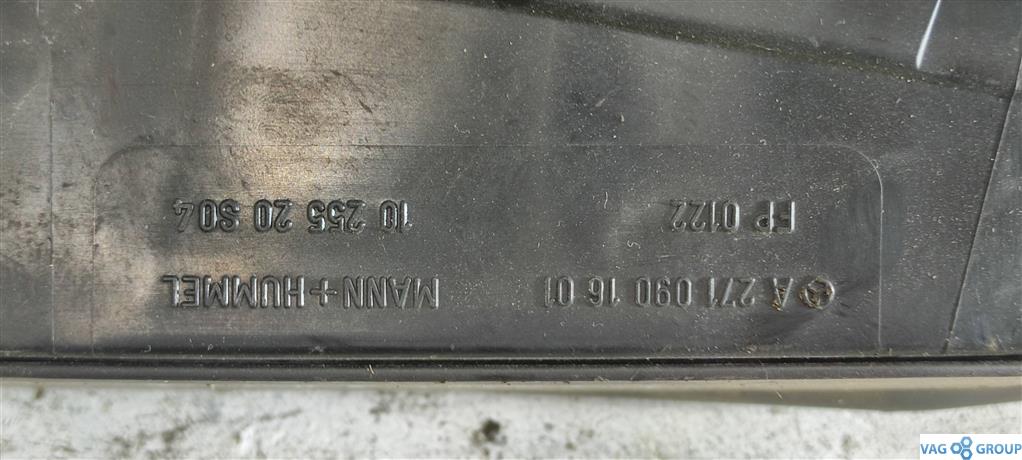 A 271 090 16 01 MANN+HUMMEL
FP 0122 10 255 20 S04
VAG GROUP